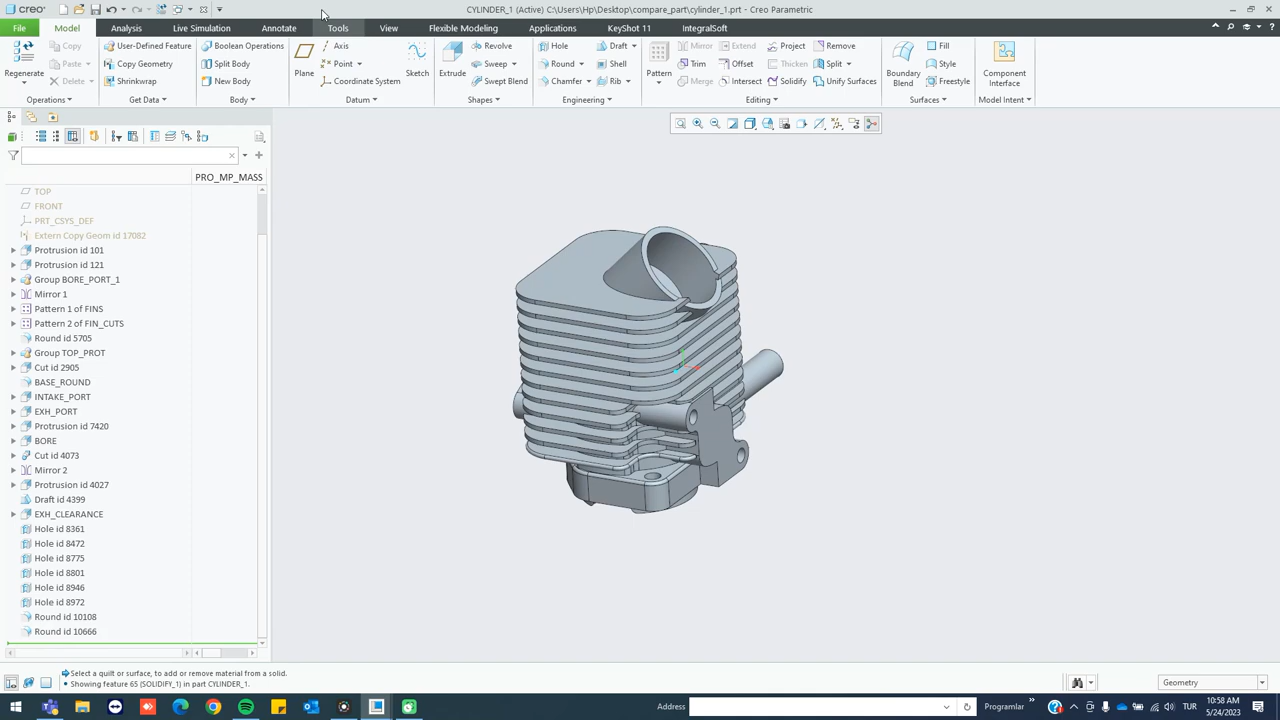 creo
CYLINDER_1 (Active) C:\Users\Hp\Desktop\compare_part\cylinder_1.prt - Creo Parametric
File Model Analysis Live Simulation Annotate Tools View Flexible Modeling Applications KeyShot 11 IntegralSoft
Regenerate
Copy
Paste
Delete
Operations
User-Defined Feature
Copy Geometry
Shrinkwrap
Get Data
Boolean Operations
Split Body
New Body
Body
Plane
Axis
Point
Coordinate System
Sketch
Datum
Extrude
Revolve
Sweep
Swept Blend
Shapes
Hole
Round
Chamfer
Draft
Shell
Rib
Engineering
Pattern
Mirror
Trim
Merge
Extend
Offset
Intersect
Project
Thicken
Solidify
Remove
Split
Unify Surfaces
Editing
Boundary
Blend
Fill
Style
Freestyle
Surfaces
Component
Interface
Model Intent
PRO_MP_MASS
TOP
FRONT
PRT_CSYS_DEF
Extern Copy Geom id 17082
Protrusion id 101
Protrusion id 121
Group BORE_PORT_1
Mirror 1
Pattern 1 of FINS
Pattern 2 of FIN_CUTS
Round id 5705
Group TOP_PROT
Cut id 2905
BASE_ROUND
INTAKE_PORT
EXH_PORT
Protrusion id 7420
BORE
Cut id 4073
Mirror 2
Protrusion id 4027
Draft id 4399
EXH_CLEARANCE
Hole id 8361
Hole id 8472
Hole id 8775
Hole id 8801
Hole id 8946
Hole id 8972
Round id 10108
Round id 10666
Select a quilt or surface, to add or remove material from a solid.
Showing feature 65 (SOLIDIFY_1) in part CYLINDER_1.
Geometry
Address
Programlar
TUR
10:58 AM
5/24/2023